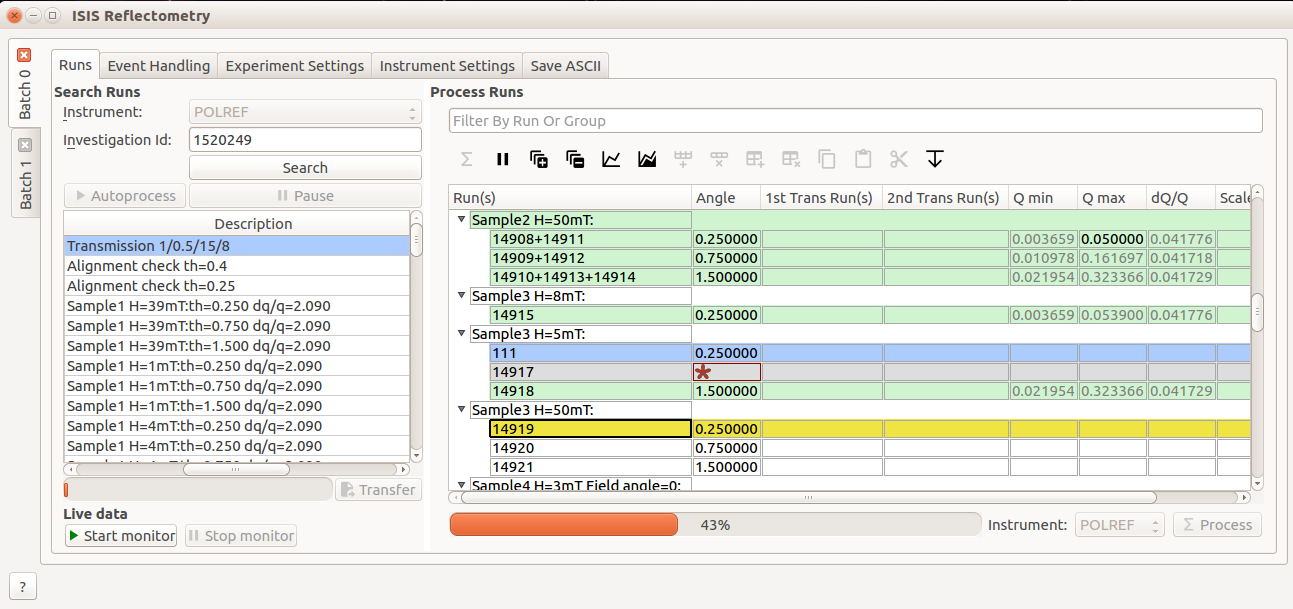 ISIS Reflectometry
Batch 0
Batch 1
Runs Event Handling Experiment Settings Instrument Settings Save ASCII
Search Runs
Instrument: POLREF
Investigation Id: 1520249
Search
Autoprocess Pause
Description
Transmission 1/0.5/15/8
Alignment check th=0.4
Alignment check th=0.25
Sample1 H=39mT:th=0.250 dq/q=2.090
Sample1 H=39mT:th=0.750 dq/q=2.090
Sample1 H=39mT:th=1.500 dq/q=2.090
Sample1 H=1mT:th=0.250 dq/q=2.090
Sample1 H=1mT:th=0.750 dq/q=2.090
Sample1 H=1mT:th=1.500 dq/q=2.090
Sample1 H=4mT:th=0.250 dq/q=2.090
Sample1 H=4mT:th=0.250 dq/q=2.090
Transfer
Live data
Start monitor Stop monitor
?
Process Runs
Filter By Run Or Group
Run(s) Angle 1st Trans Run(s) 2nd Trans Run(s) Q min Q max dQ/Q Scale
Sample2 H=50mT:
14908+14911 0.250000 0.003659 0.050000 0.041776
14909+14912 0.750000 0.010978 0.161697 0.041718
14910+14913+14914 1.500000 0.021954 0.323366 0.041729
Sample3 H=8mT:
14915 0.250000 0.003659 0.053900 0.041776
Sample3 H=5mT:
111 0.250000
14917
14918 1.500000 0.021954 0.323366 0.041729
Sample3 H=50mT:
14919 0.250000
14920 0.750000
14921 1.500000
Sample4 H=3mT Field angle=0:
43% Instrument: POLREF Σ Process